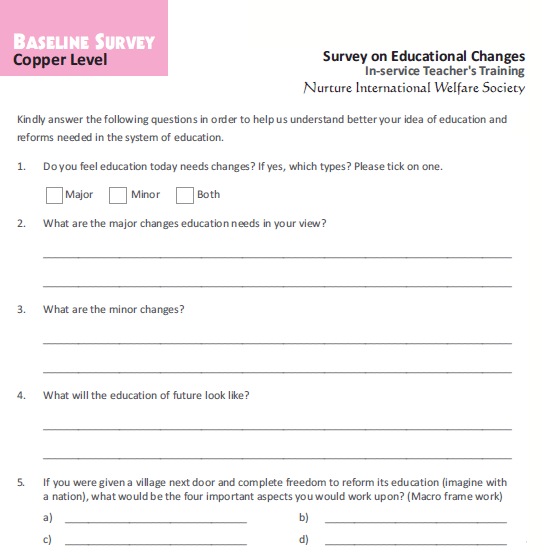 BASELINE SURVEY
Copper Level
Survey on Educational Changes
In-service Teacher's Training
Nurture International Welfare Society
Kindly answer the following questions in order to help us understand better your idea of education and
reforms needed in the system of education.
1. Do you feel education today needs changes? If yes, which types? Please tick on one.
Major Minor Both
2. What are the major changes education needs in your view?
3. What are the minor changes?
4. What will the education of future look like?
5. If you were given a village next door and complete freedom to reform its education (imagine with
a nation), what would be the four important aspects you would work upon? (Macro frame work)
a) b)
c) d)